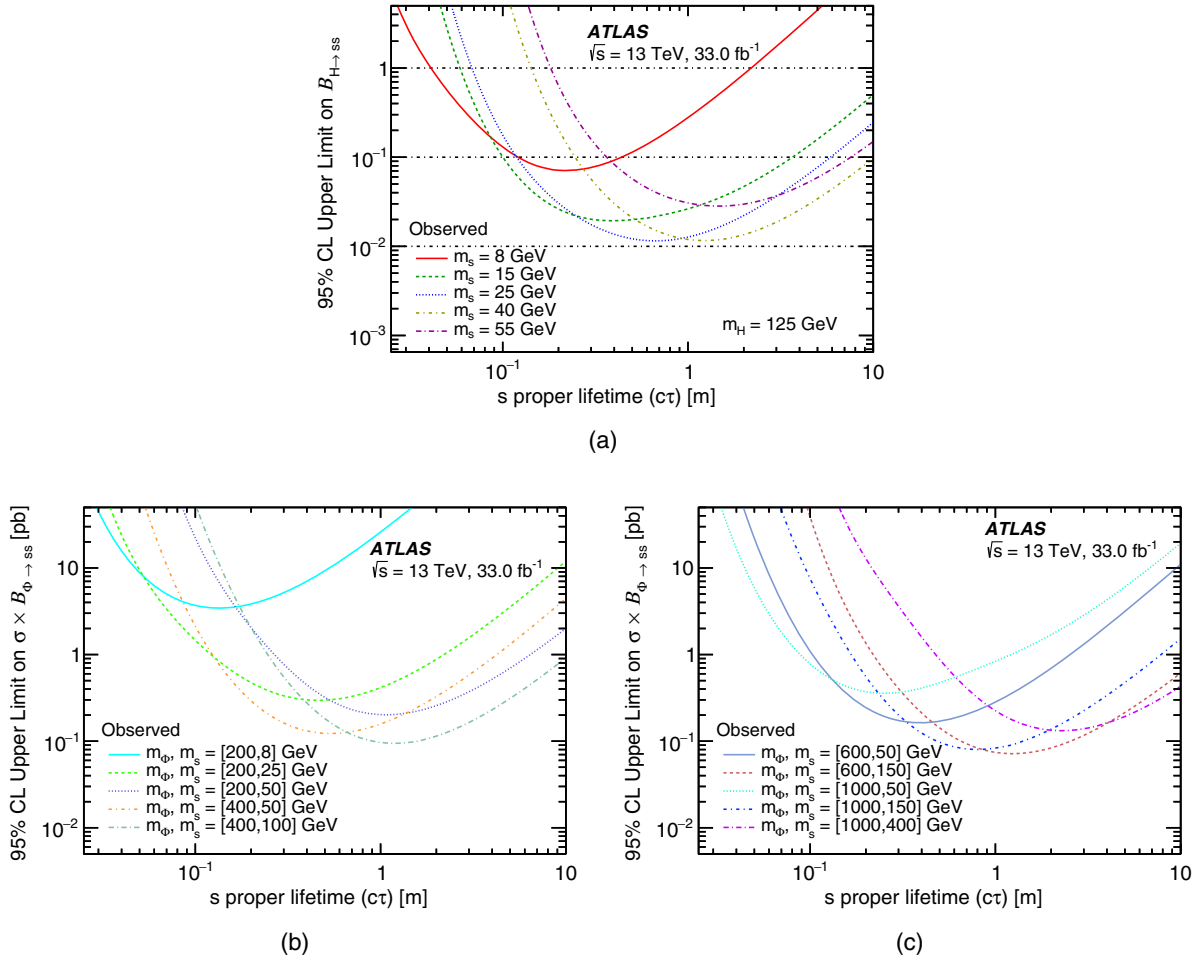 95% CL Upper Limit on B_H→ss
ATLAS
√s = 13 TeV, 33.0 fb⁻¹
1
10⁻¹
10⁻²
10⁻³
Observed
m_s = 8 GeV
m_s = 15 GeV
m_s = 25 GeV
m_s = 40 GeV
m_s = 55 GeV
m_H = 125 GeV
10⁻¹ 1 10
s proper lifetime (cτ) [m]
(a)
95% CL Upper Limit on σ × B_Φ → ss [pb]
ATLAS
√s = 13 TeV, 33.0 fb⁻¹
10
1
10⁻¹
10⁻²
Observed
m_Φ, m_s = [200,8] GeV
m_Φ, m_s = [200,25] GeV
m_Φ, m_s = [200,50] GeV
m_Φ, m_s = [400,50] GeV
m_Φ, m_s = [400,100] GeV
10⁻¹ 1 10
s proper lifetime (cτ) [m]
(b)
95% CL Upper Limit on σ × B_Φ → ss [pb]
ATLAS
√s = 13 TeV, 33.0 fb⁻¹
10
1
10⁻¹
10⁻²
Observed
m_Φ, m_s = [600,50] GeV
m_Φ, m_s = [600,150] GeV
m_Φ, m_s = [1000,50] GeV
m_Φ, m_s = [1000,150] GeV
m_Φ, m_s = [1000,400] GeV
10⁻¹ 1 10
s proper lifetime (cτ) [m]
(c)